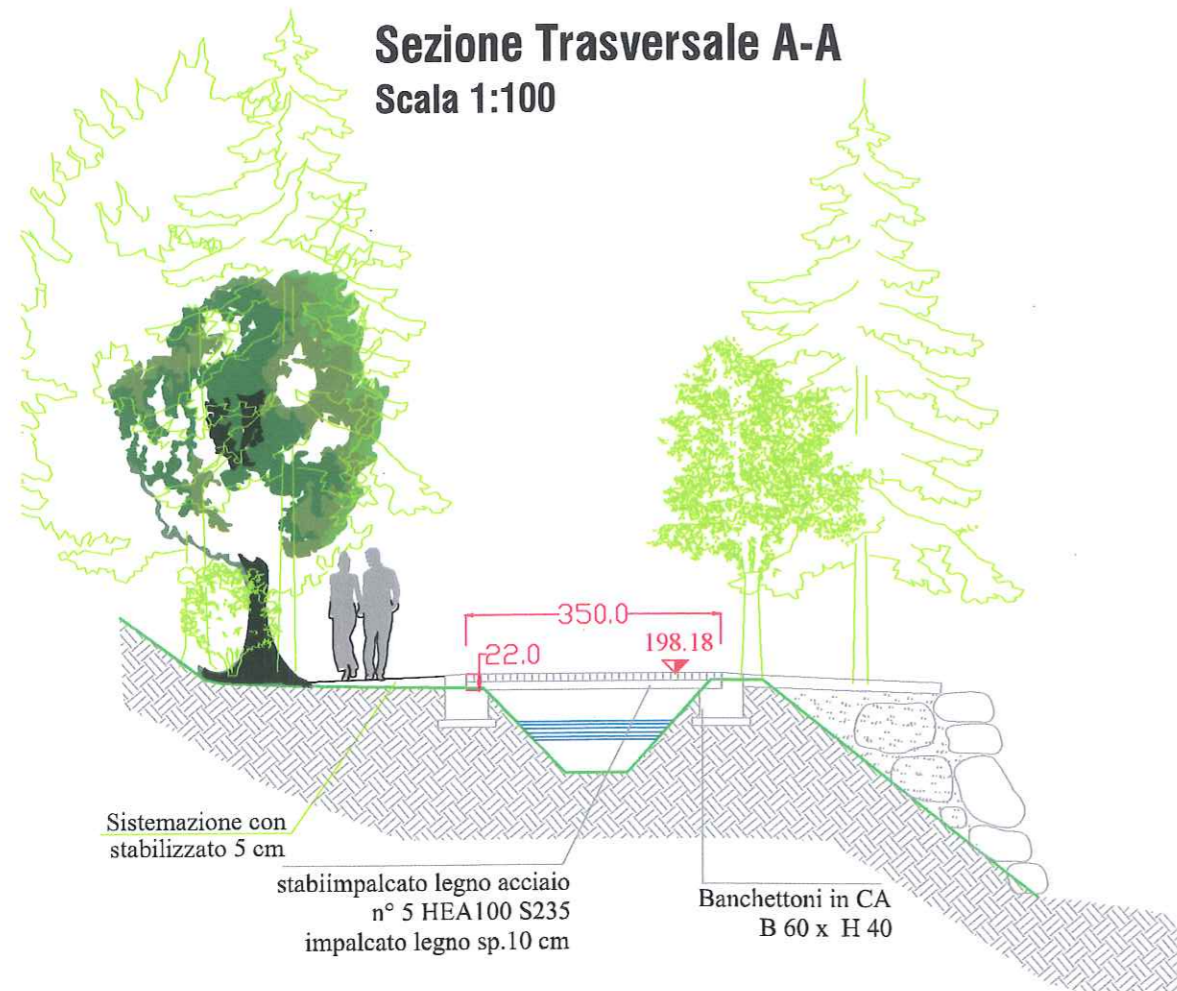 Sezione Trasversale A-A
Scala 1:100
350.0
198.18
22.0
Sistemazione con
stabilizzato 5 cm
stabiimpalcato legno acciaio
n° 5 HEA100 S235
impalcato legno sp.10 cm
Banchettoni in CA
B 60 x H 40